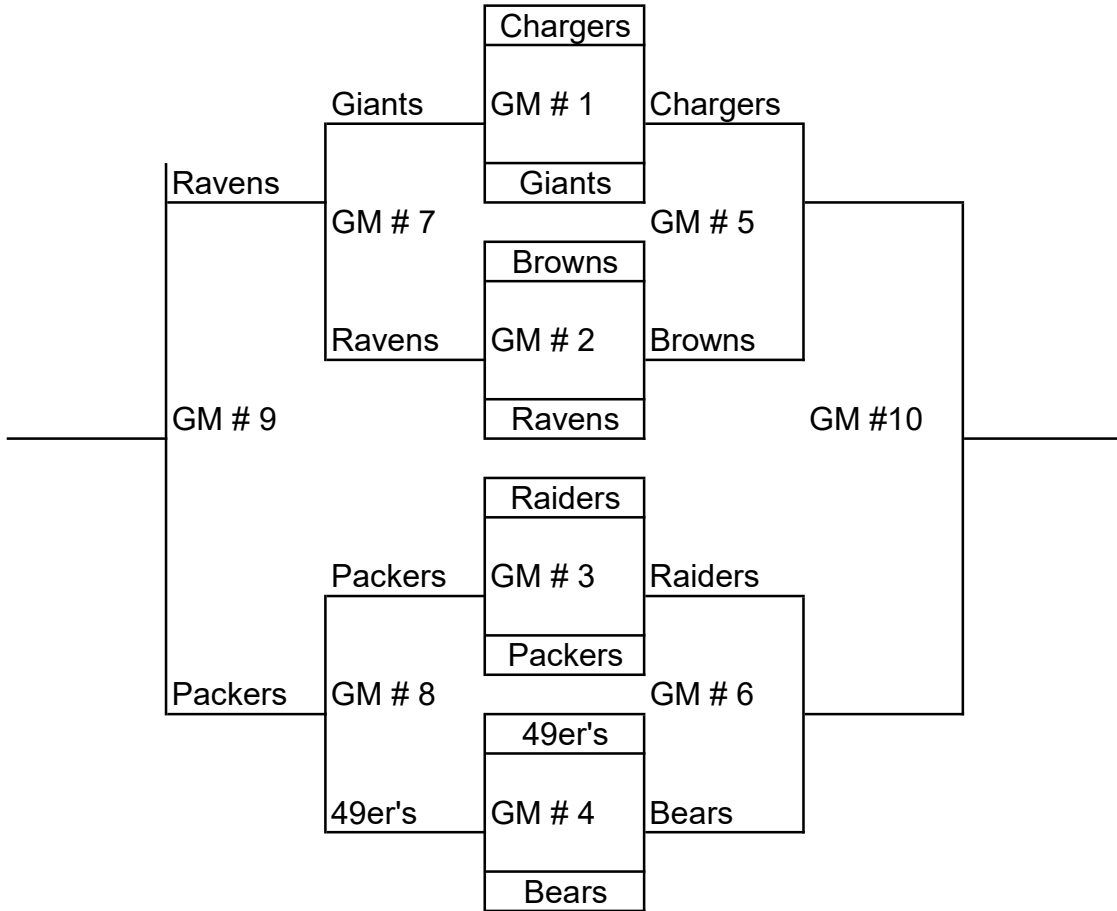 Chargers
Giants GM # 1 Chargers
Ravens Giants
GM # 7 GM # 5
Browns
Ravens GM # 2 Browns
GM # 9 Ravens GM #10
Raiders
Packers GM # 3 Raiders
Packers
Packers GM # 8 GM # 6
49er's
49er's GM # 4 Bears
Bears